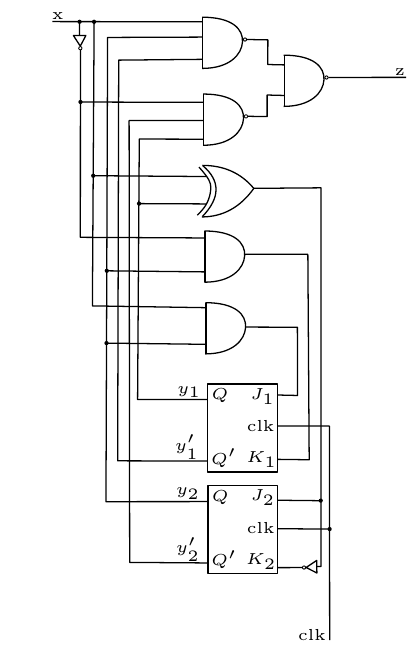 x
z
y1 Q J1
clk
y1′ Q′ K1
y2 Q J2
clk
y2′ Q′ K2
clk